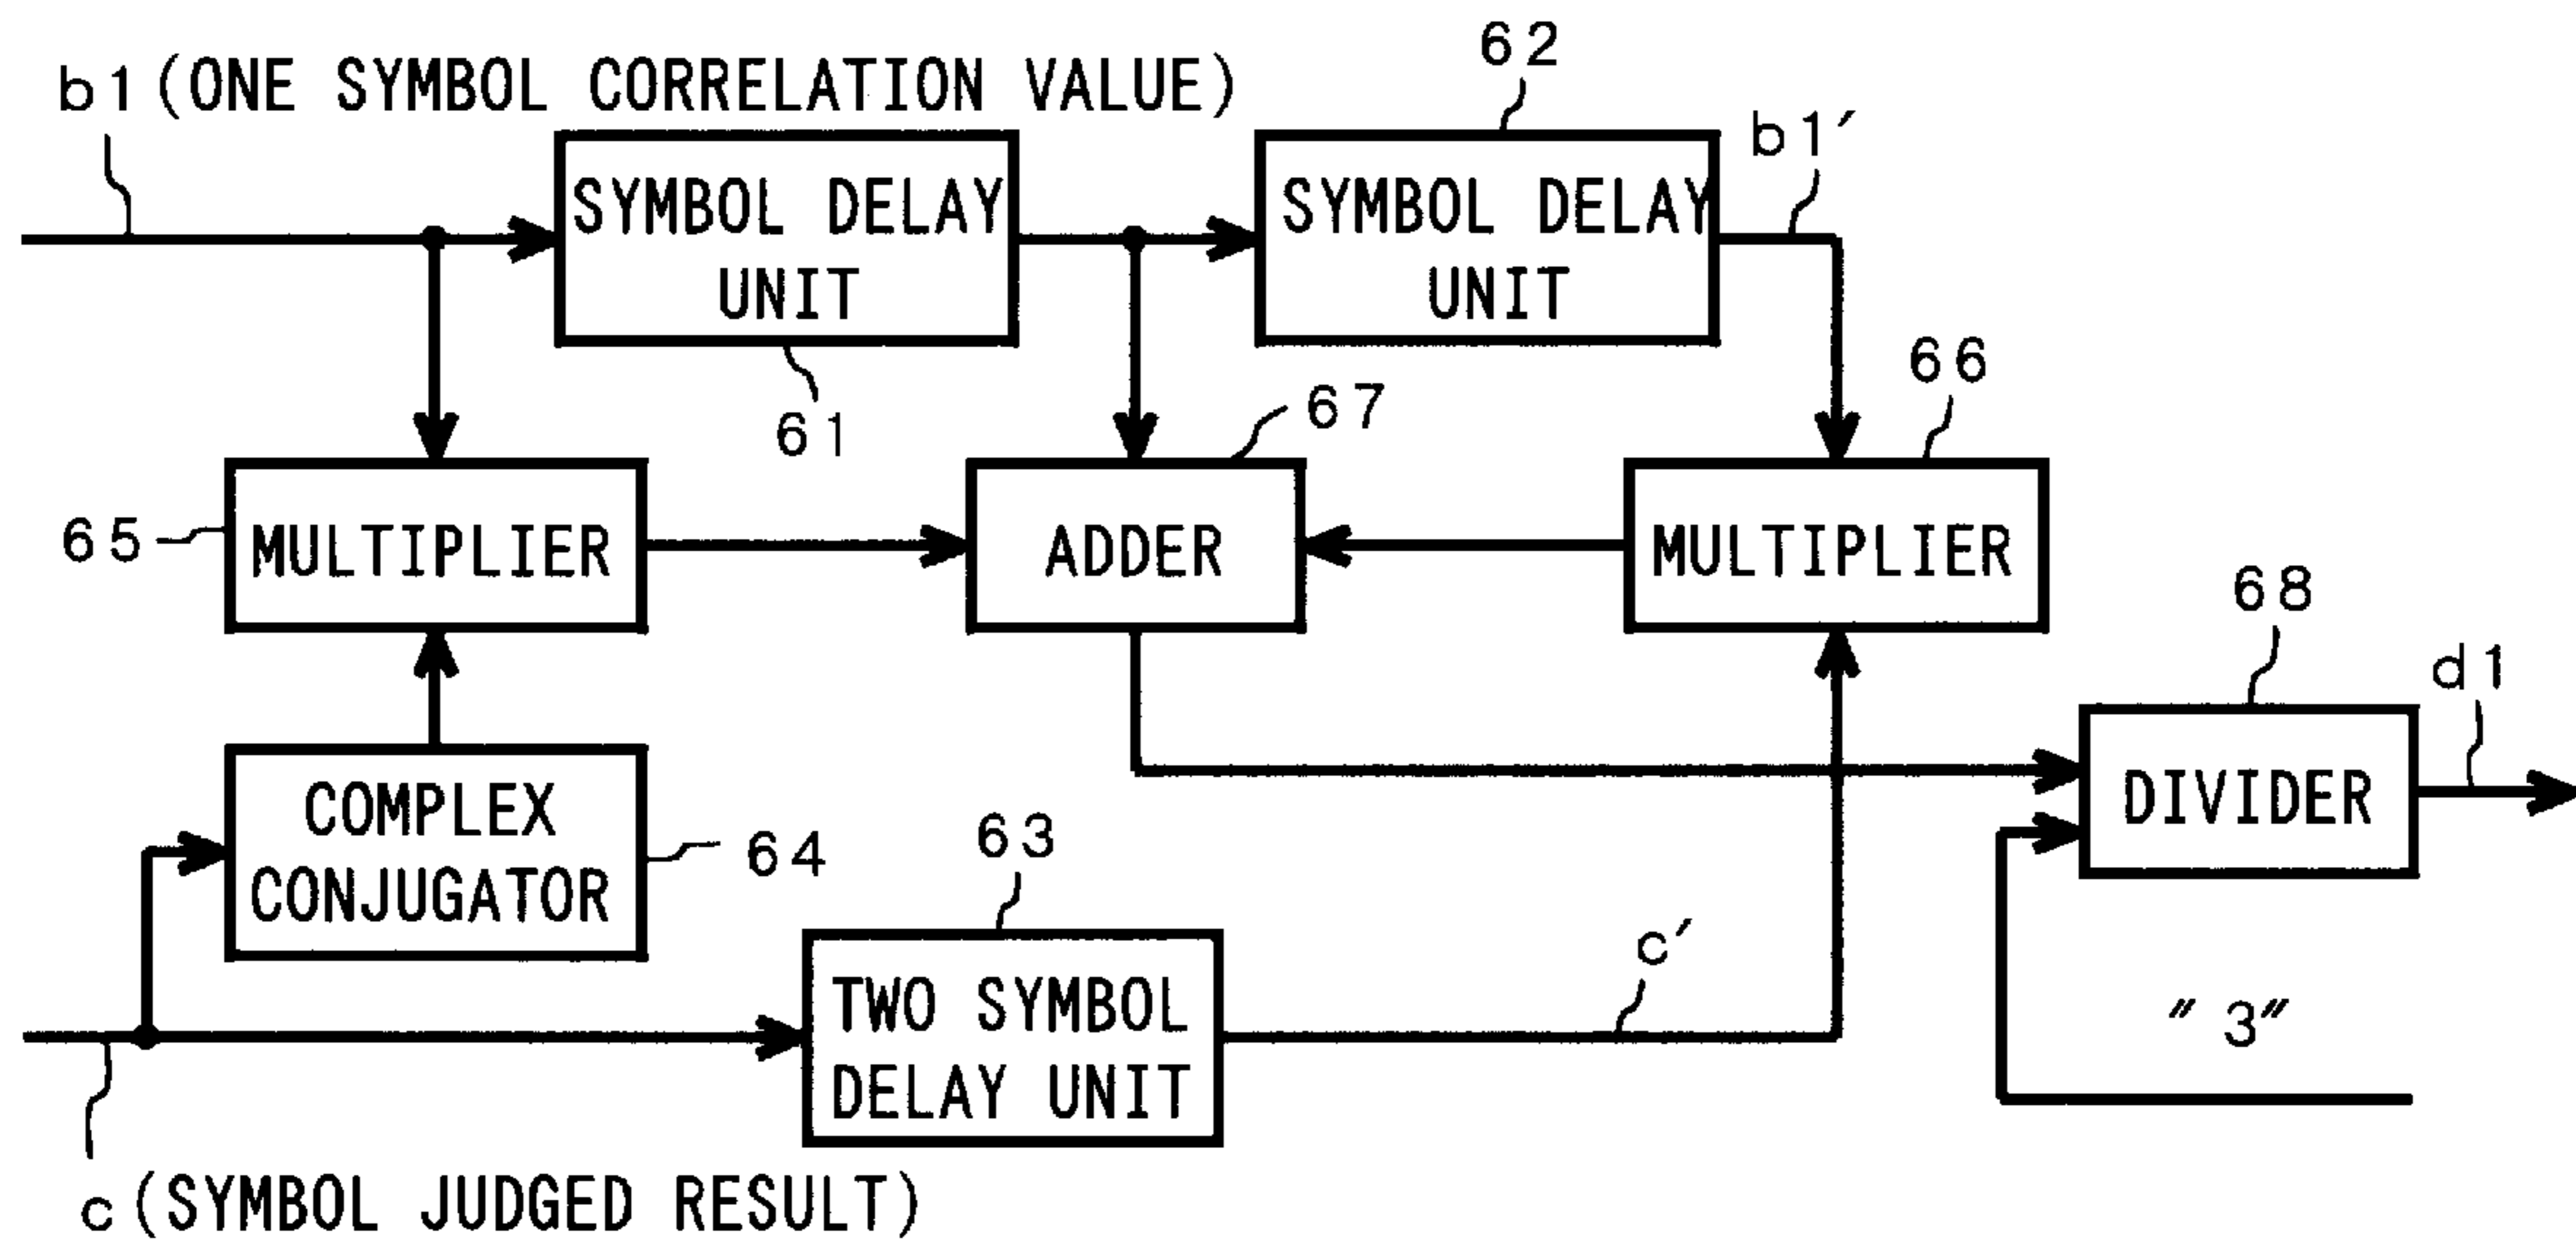 62
b1 (ONE SYMBOL CORRELATION VALUE)
b1′
SYMBOL DELAY
UNIT
SYMBOL DELAY
UNIT
61
67
66
65
MULTIPLIER
ADDER
MULTIPLIER
68
d1
COMPLEX
CONJUGATOR
64
63
DIVIDER
c′
TWO SYMBOL
DELAY UNIT
″3″
c (SYMBOL JUDGED RESULT)